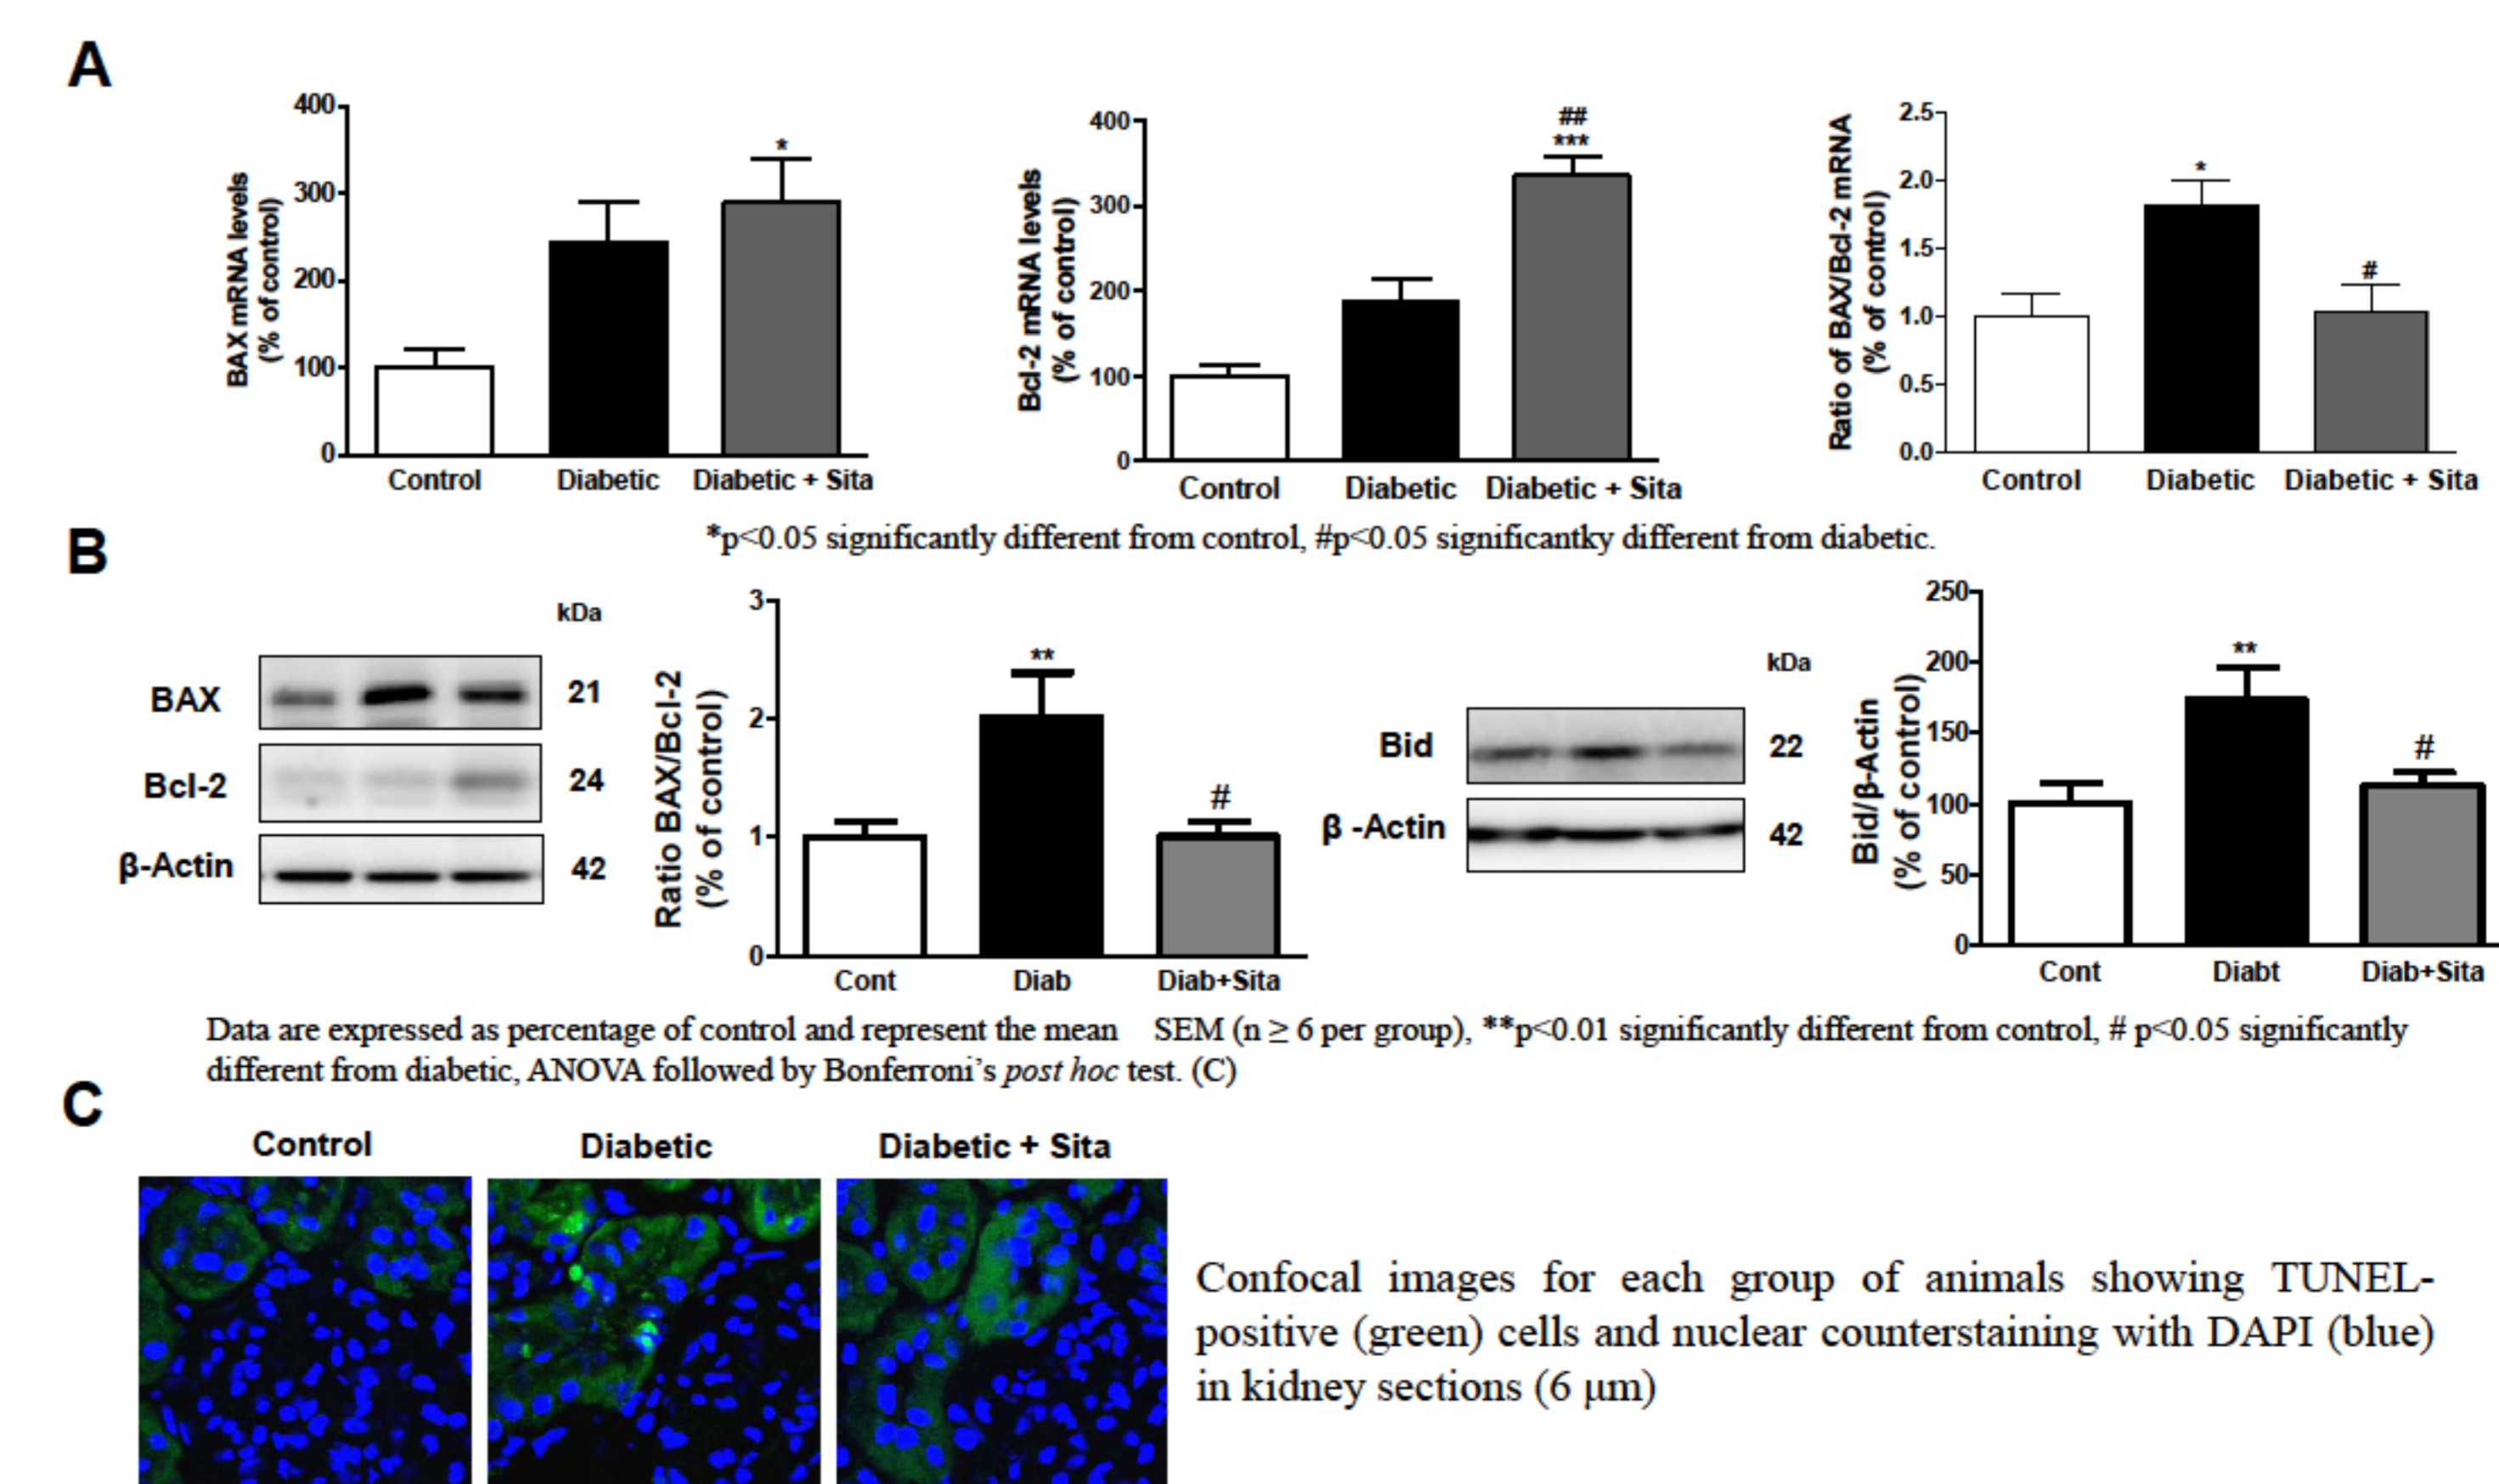 A
BAX mRNA levels
(% of control)
400
300
200
100
0
*
Control Diabetic Diabetic + Sita
Bcl-2 mRNA levels
(% of control)
400
300
200
100
0
##
***
Control Diabetic Diabetic + Sita
Ratio of BAX/Bcl-2 mRNA
(% of control)
2.5
2.0
1.5
1.0
0.5
0.0
*
#
Control Diabetic Diabetic + Sita
*p<0.05 significantly different from control, #p<0.05 significantky different from diabetic.
B
kDa
BAX 21
Bcl-2 24
β-Actin 42
Ratio BAX/Bcl-2
(% of control)
3
2
1
0
**
#
Cont Diab Diab+Sita
kDa
Bid 22
β -Actin 42
Bid/β-Actin
(% of control)
250
200
150
100
50
0
**
#
Cont Diabt Diab+Sita
Data are expressed as percentage of control and represent the mean SEM (n ≥ 6 per group), **p<0.01 significantly different from control, # p<0.05 significantly
different from diabetic, ANOVA followed by Bonferroni’s post hoc test. (C)
C
Control Diabetic Diabetic + Sita
Confocal images for each group of animals showing TUNEL-
positive (green) cells and nuclear counterstaining with DAPI (blue)
in kidney sections (6 μm)